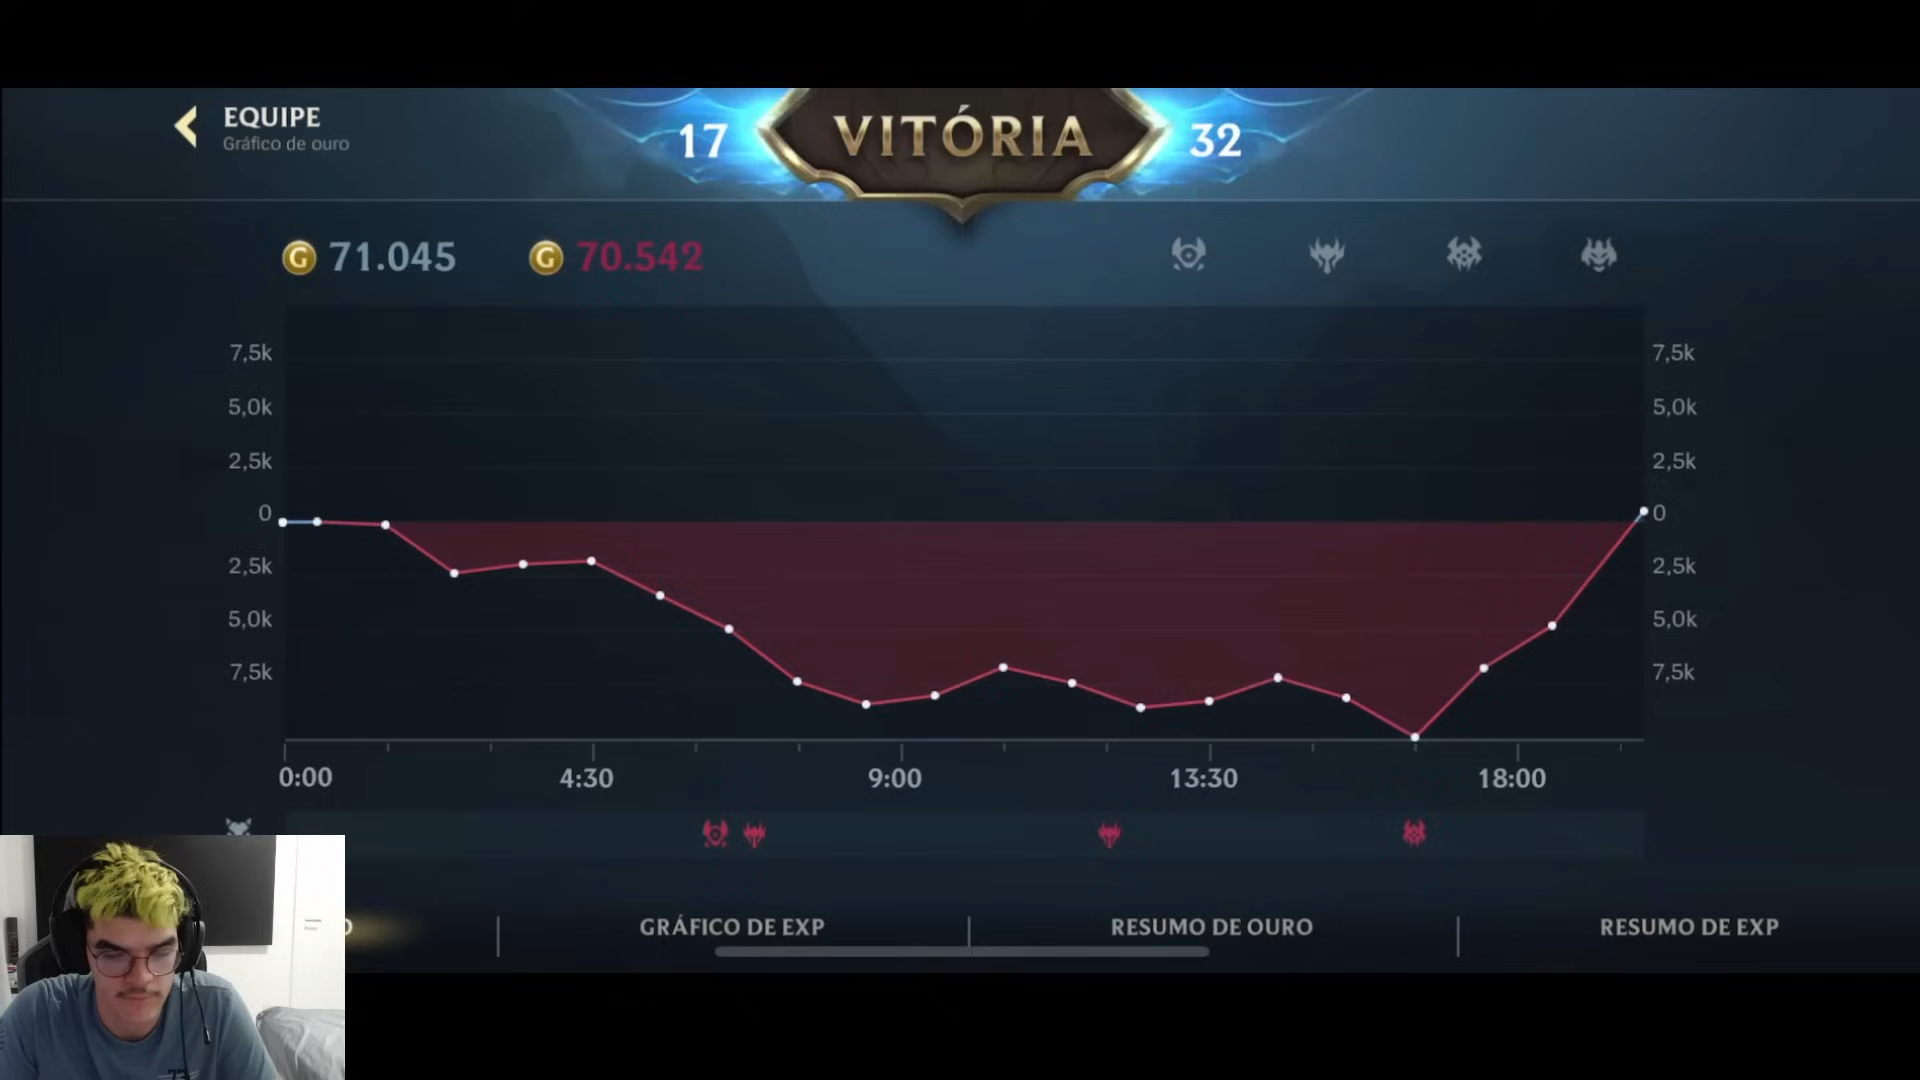 EQUIPE
Gráfico de ouro
17 VITÓRIA 32
G 71.045 G 70.542
7,5k 7,5k
5,0k 5,0k
2,5k 2,5k
0 0
2,5k 2,5k
5,0k 5,0k
7,5k 7,5k
0:00 4:30 9:00 13:30 18:00
O GRÁFICO DE EXP RESUMO DE OURO RESUMO DE EXP